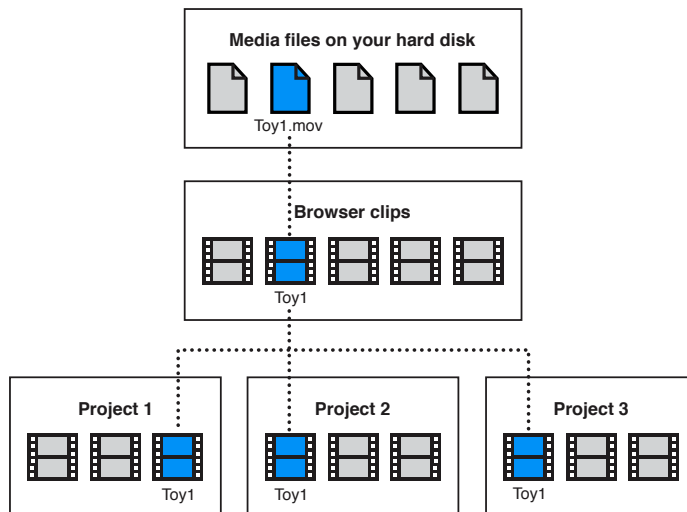 Media files on your hard disk
Toy1.mov
Browser clips
Toy1
Project 1
Toy1
Project 2
Toy1
Project 3
Toy1